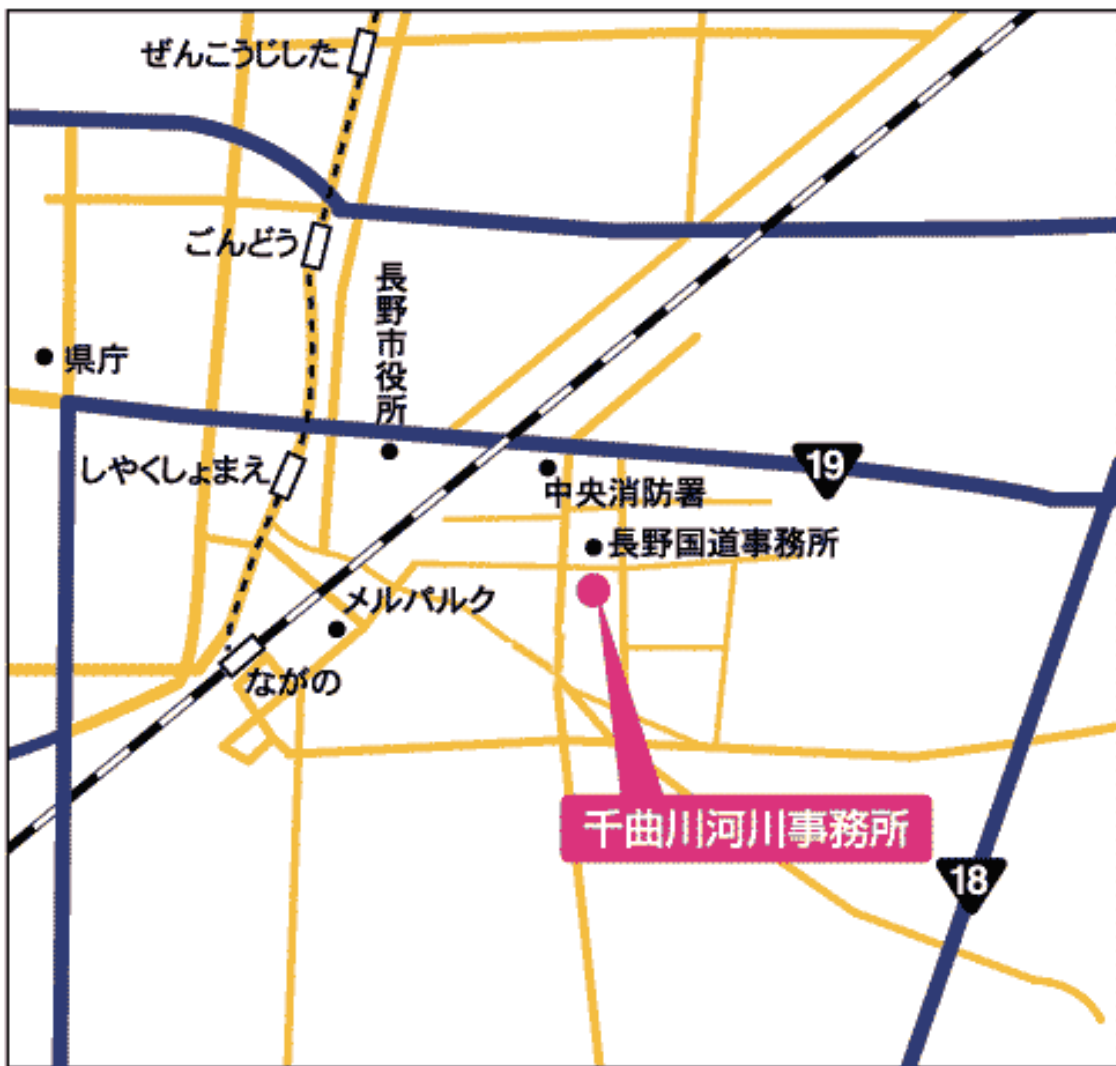 ぜんこうじした
ごんどう
長野市役所
県庁
しやくしょまえ
19
中央消防署
長野国道事務所
メルパルク
ながの
千曲川河川事務所
18